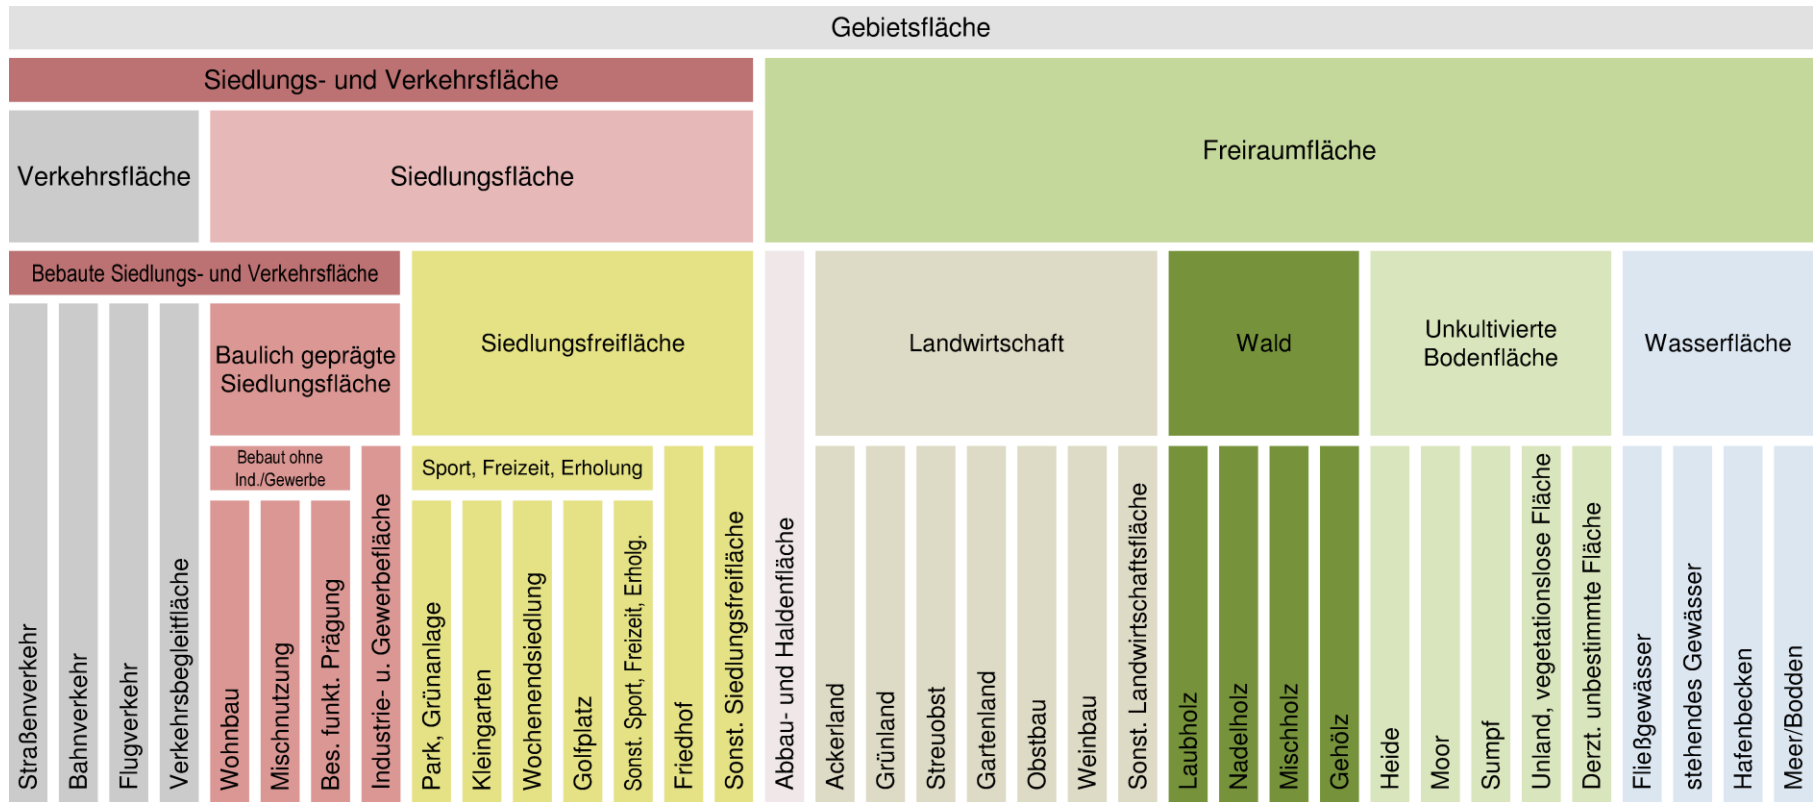 Gebietsfläche
Siedlungs- und Verkehrsfläche
Freiraumfläche
Verkehrsfläche
Siedlungsfläche
Bebaute Siedlungs- und Verkehrsfläche
Baulich geprägte
Siedlungsfläche
Siedlungsfreifläche
Landwirtschaft
Wald
Unkultivierte
Bodenfläche
Wasserfläche
Bebaut ohne
Ind./Gewerbe
Sport, Freizeit, Erholung
Straßenverkehr
Bahnverkehr
Flugverkehr
Verkehrsbegleitfläche
Wohnbau
Mischnutzung
Bes. funkt. Prägung
Industrie- u. Gewerbefläche
Park, Grünanlage
Kleingarten
Wochenendsiedlung
Golfplatz
Sonst. Sport, Freizeit, Erholg.
Friedhof
Sonst. Siedlungsfreifläche
Abbau- und Haldenfläche
Ackerland
Grünland
Streuobst
Gartenland
Obstbau
Weinbau
Sonst. Landwirtschaftsfläche
Laubholz
Nadelholz
Mischholz
Gehölz
Heide
Moor
Sumpf
Unland, vegetationslose Fläche
Derzt. unbestimmte Fläche
Fließgewässer
stehendes Gewässer
Hafenbecken
Meer/Bodden